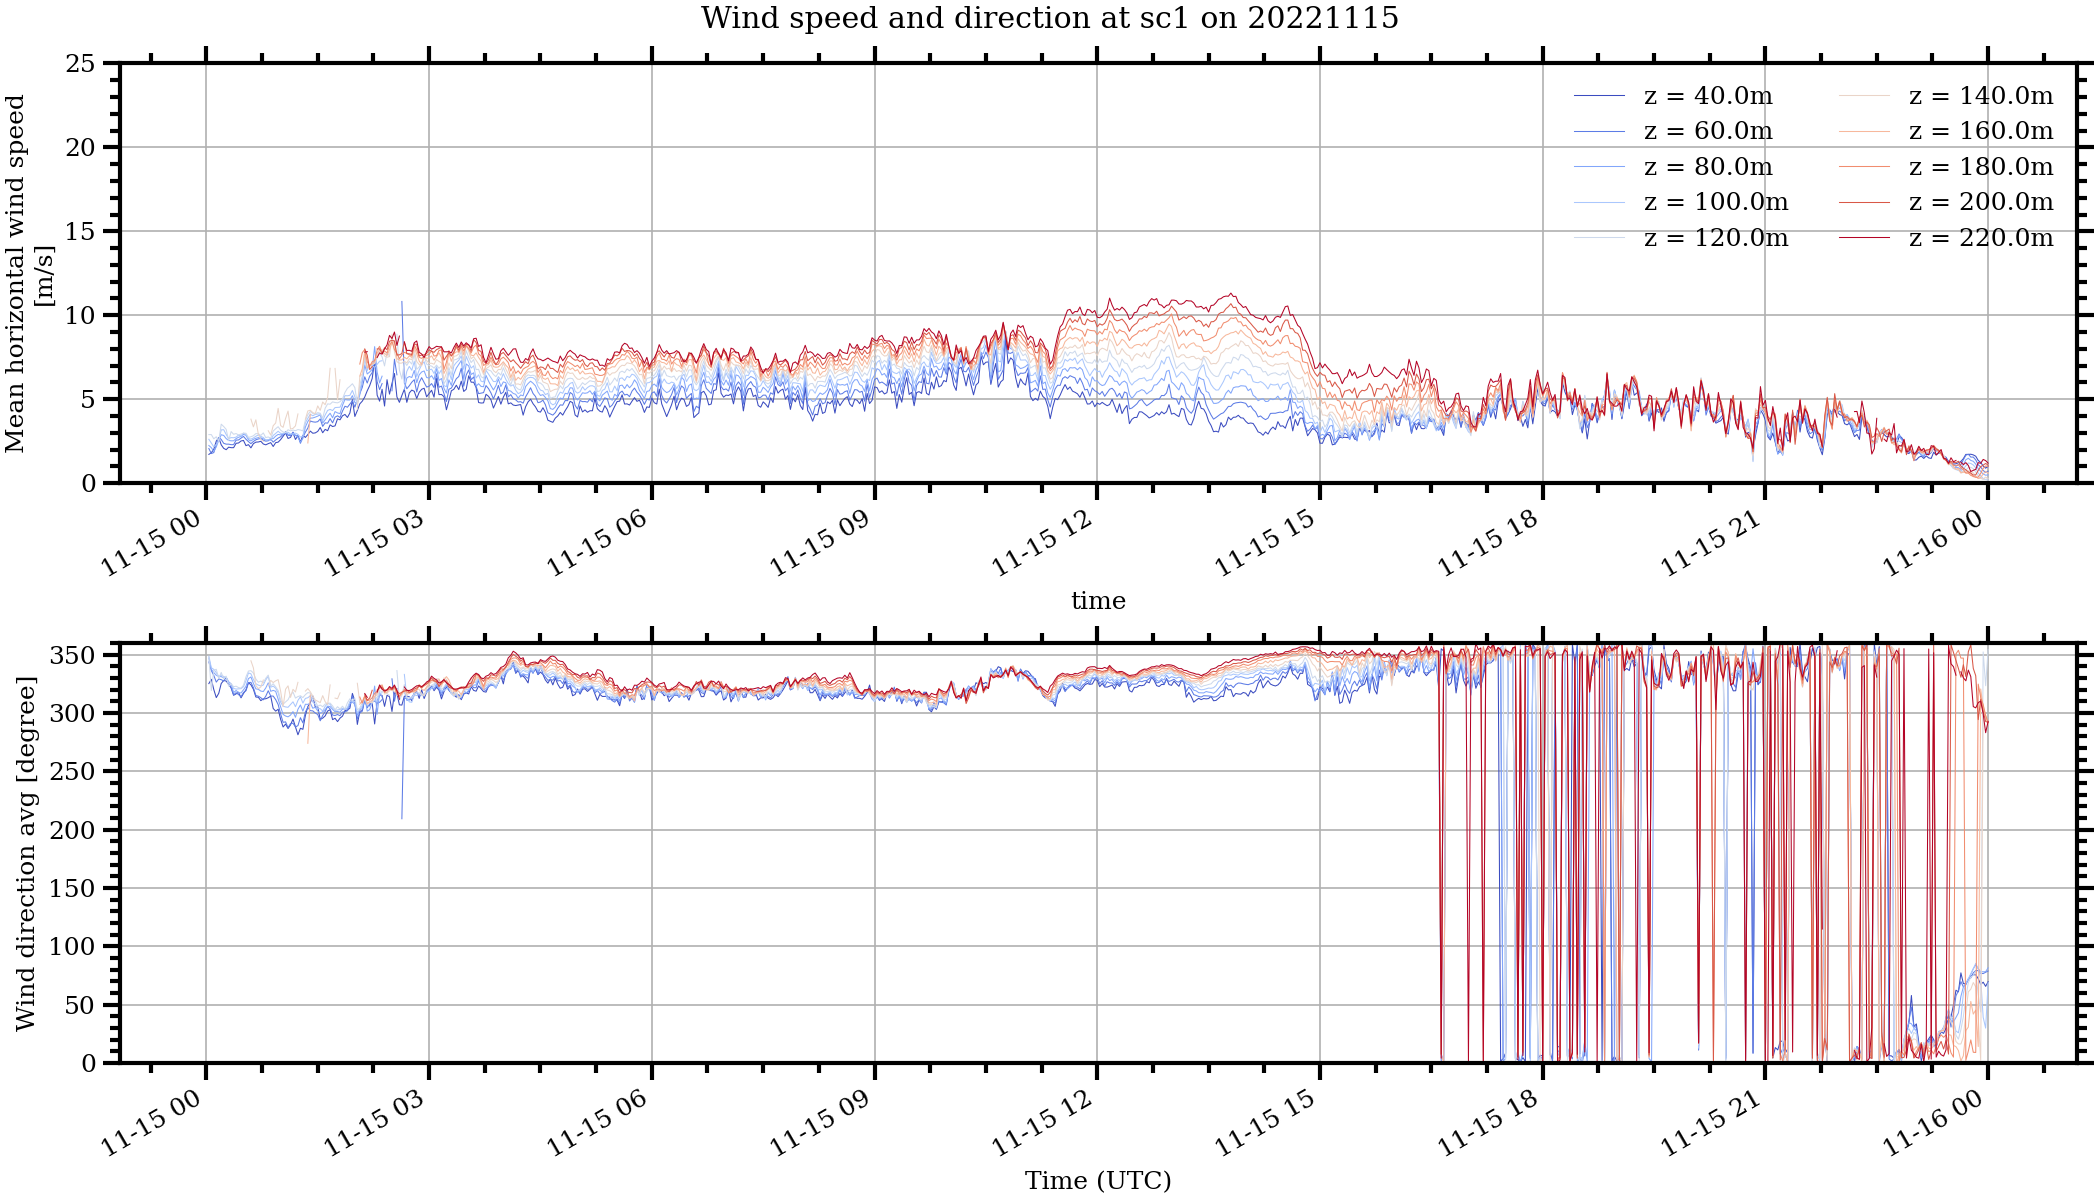 Wind speed and direction at sc1 on 20221115
Mean horizontal wind speed
[m/s]
25
20
15
10
5
0
z = 40.0m
z = 60.0m
z = 80.0m
z = 100.0m
z = 120.0m
z = 140.0m
z = 160.0m
z = 180.0m
z = 200.0m
z = 220.0m
11-15 00
11-15 03
11-15 06
11-15 09
11-15 12
11-15 15
11-15 18
11-15 21
11-16 00
time
Wind direction avg [degree]
350
300
250
200
150
100
50
0
11-15 00
11-15 03
11-15 06
11-15 09
11-15 12
11-15 15
11-15 18
11-15 21
11-16 00
Time (UTC)